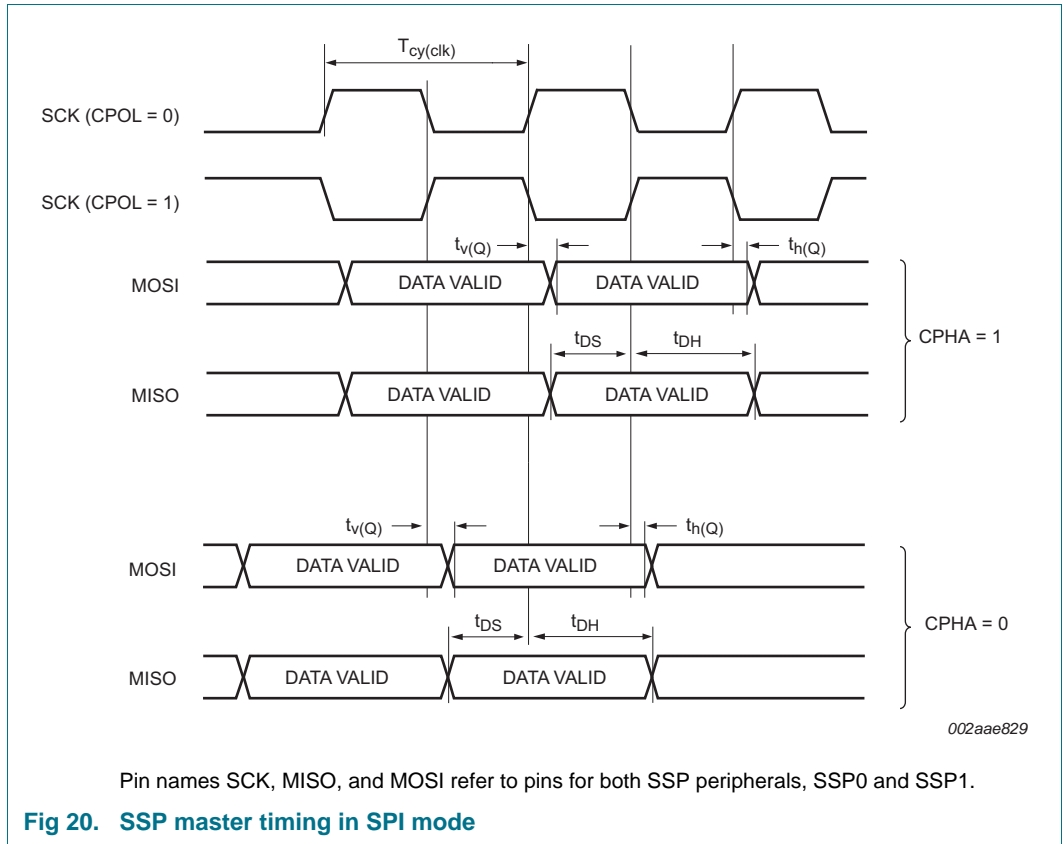 Tcy(clk)
SCK (CPOL = 0)
SCK (CPOL = 1)
tv(Q)
th(Q)
MOSI
DATA VALID
DATA VALID
tDS
tDH
CPHA = 1
MISO
DATA VALID
DATA VALID
tv(Q)
th(Q)
MOSI
DATA VALID
DATA VALID
tDS
tDH
CPHA = 0
MISO
DATA VALID
DATA VALID
002aae829
Pin names SCK, MISO, and MOSI refer to pins for both SSP peripherals, SSP0 and SSP1.
Fig 20. SSP master timing in SPI mode